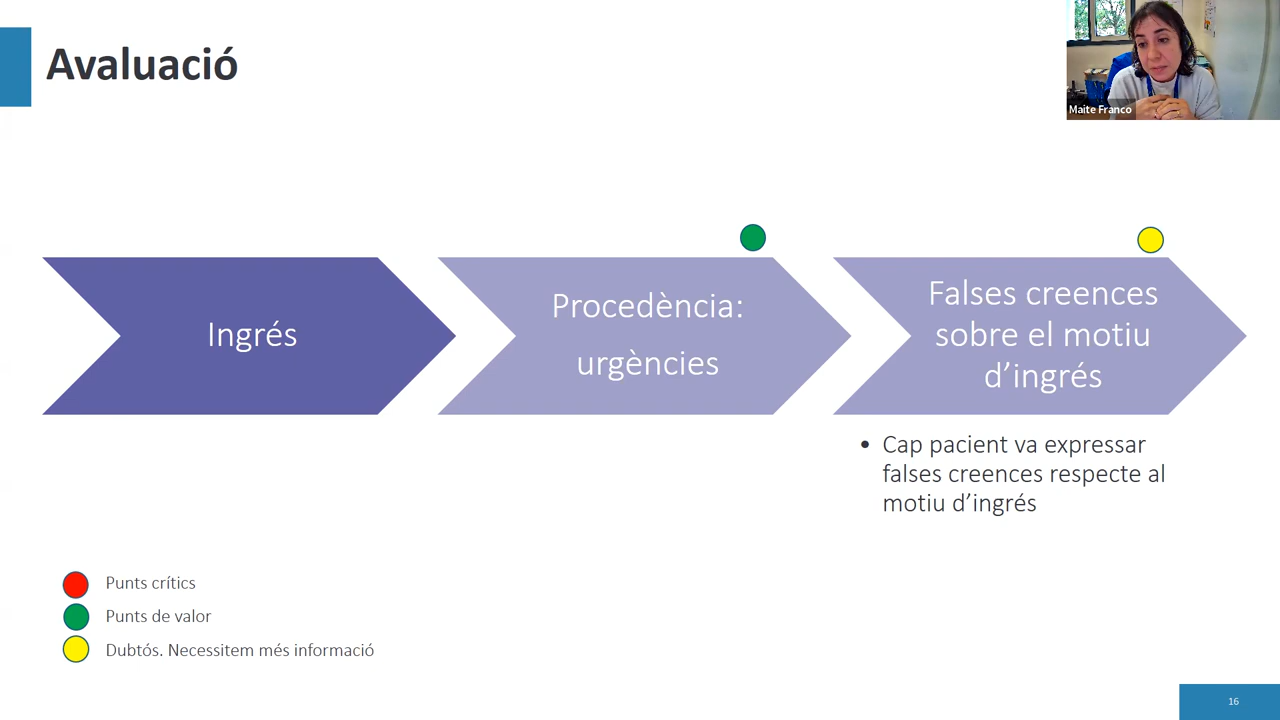 Avaluació
Maite Franco
Ingrés
Procedència:
urgències
Falses creences
sobre el motiu
d’ingrés
• Cap pacient va expressar
falses creences respecte al
motiu d’ingrés
Punts crítics
Punts de valor
Dubtós. Necessitem més informació
16